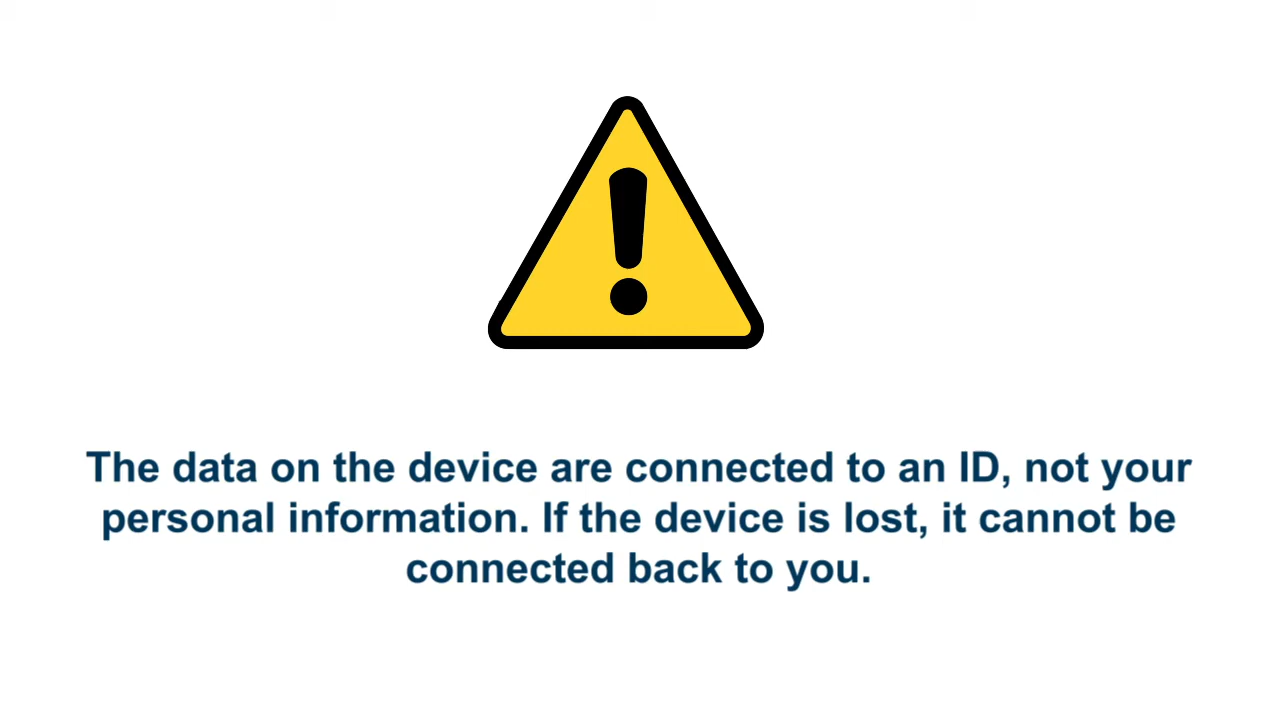 The data on the device are connected to an ID, not your
personal information. If the device is lost, it cannot be
connected back to you.